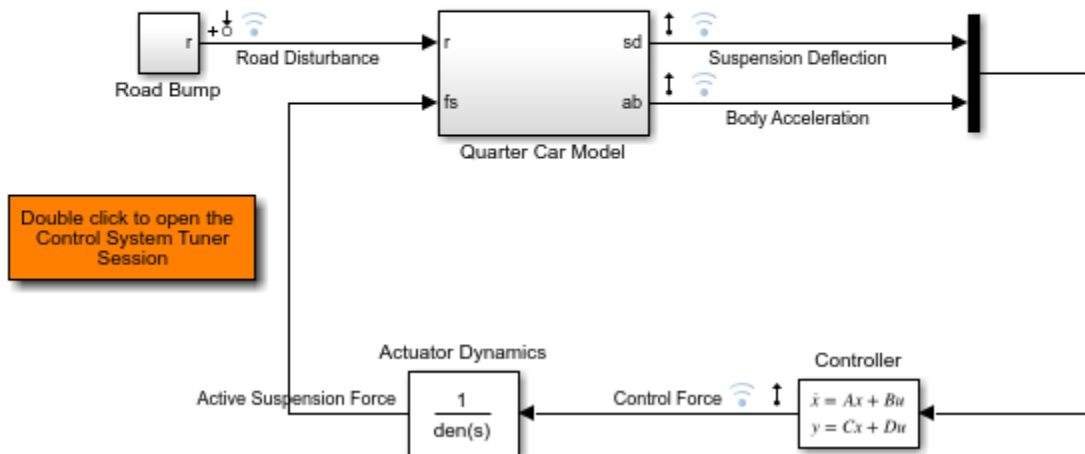 r
Road Bump
Road Disturbance
r
fs
sd
ab
Quarter Car Model
Suspension Deflection
Body Acceleration
Double click to open the
Control System Tuner
Session
Actuator Dynamics
Active Suspension Force
1
den(s)
Control Force
Controller
ẋ = Ax + Bu
y = Cx + Du